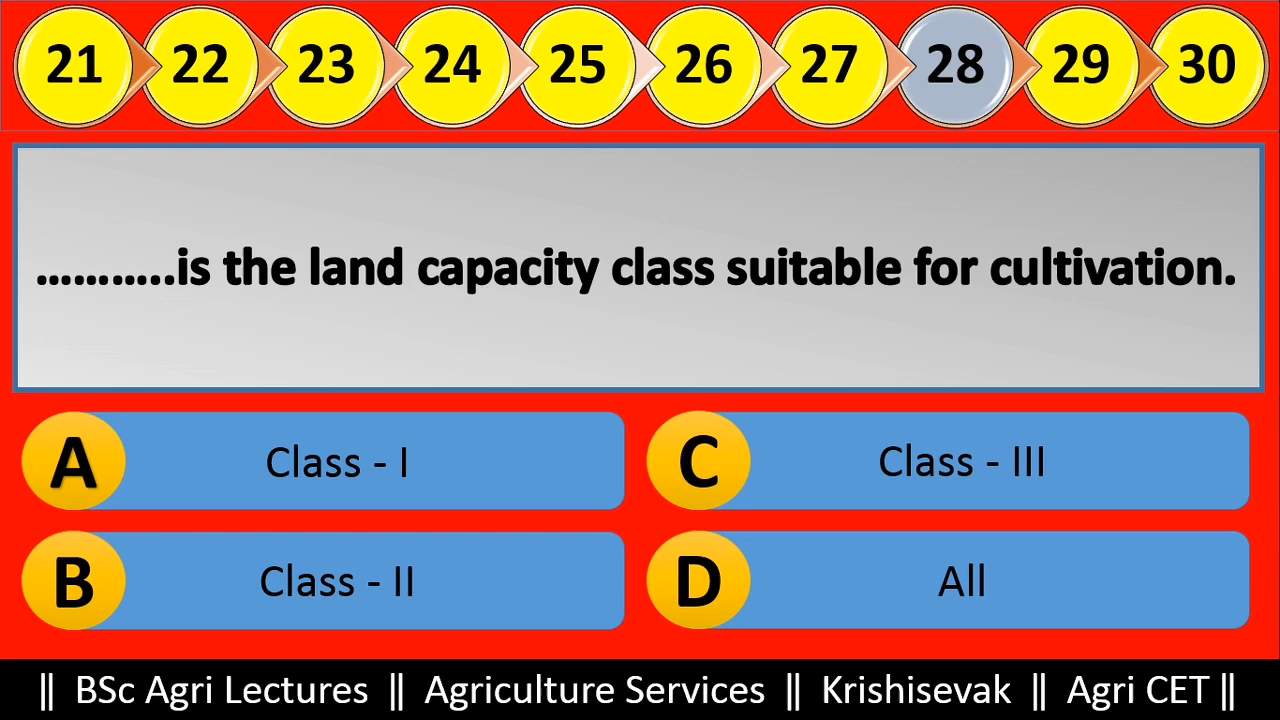 21 22 23 24 25 26 27 28 29 30
………..is the land capacity class suitable for cultivation.
A Class - I
C Class - III
B Class - II
D All
|| BSc Agri Lectures || Agriculture Services || Krishisevak || Agri CET ||